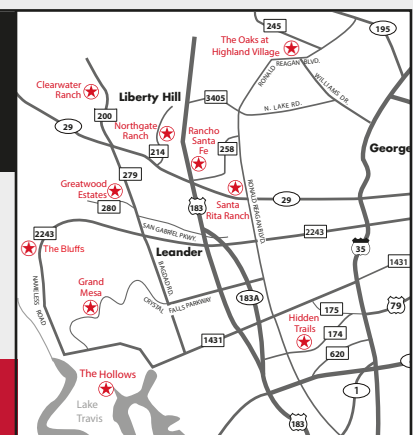 245
195
The Oaks at
Highland Village
RONALD REAGAN BLVD.
WILLIAMS DR.
Clearwater
Ranch
Liberty Hill
3405
N. LAKE RD.
200
29
Northgate
Ranch
214
Rancho
Santa
Fe
258
George
279
Greatwood
Estates
280
183
Santa
Rita Ranch
29
RONALD REAGAN BLVD.
SAN GABRIEL PKWY.
2243
2243
The Bluffs
Leander
35
1431
BAGDAD RD.
NAMELESS ROAD
Grand
Mesa
CRYSTAL FALLS PARKWAY
183A
175
79
Hidden
Trails
174
1431
620
The Hollows
1
Lake
Travis
183